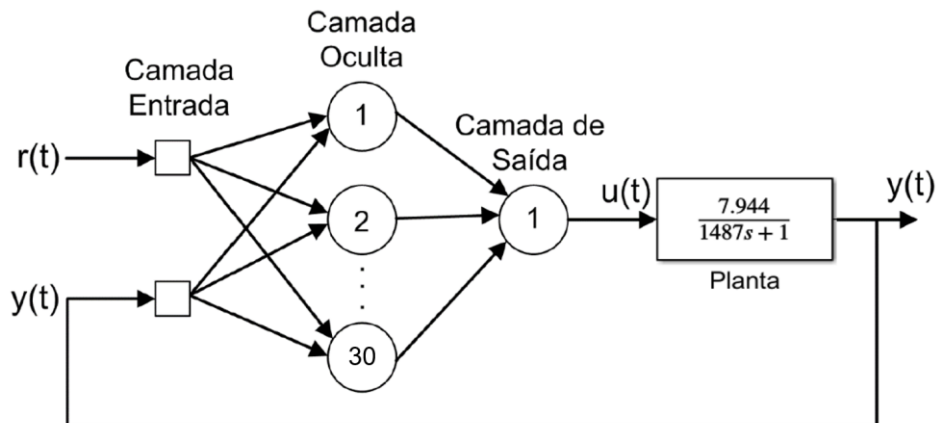 Camada
Oculta
Camada
Entrada
1
Camada de
Saída
r(t)
2
1
u(t)
7.944
1487s + 1
y(t)
Planta
y(t)
30